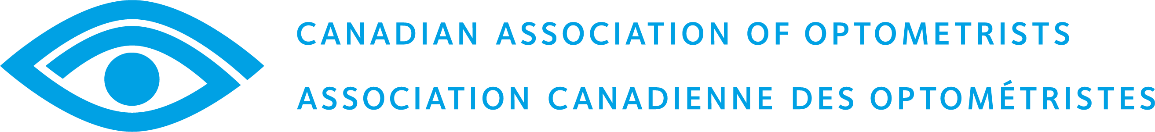 CANADIAN ASSOCIATION OF OPTOMETRISTS
ASSOCIATION CANADIENNE DES OPTOMÉTRISTES